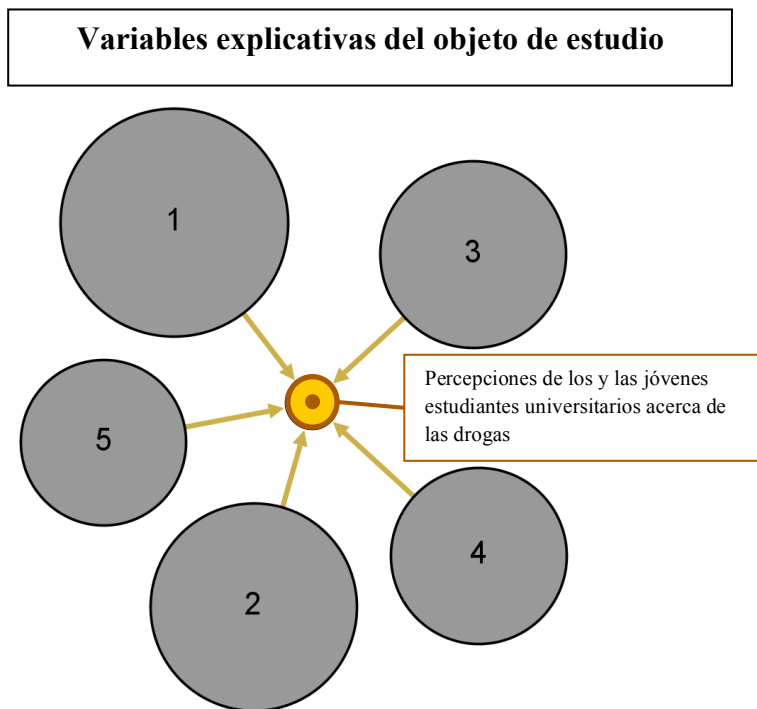 Variables explicativas del objeto de estudio
1
3
Percepciones de los y las jóvenes
estudiantes universitarios acerca de
las drogas
5
4
2